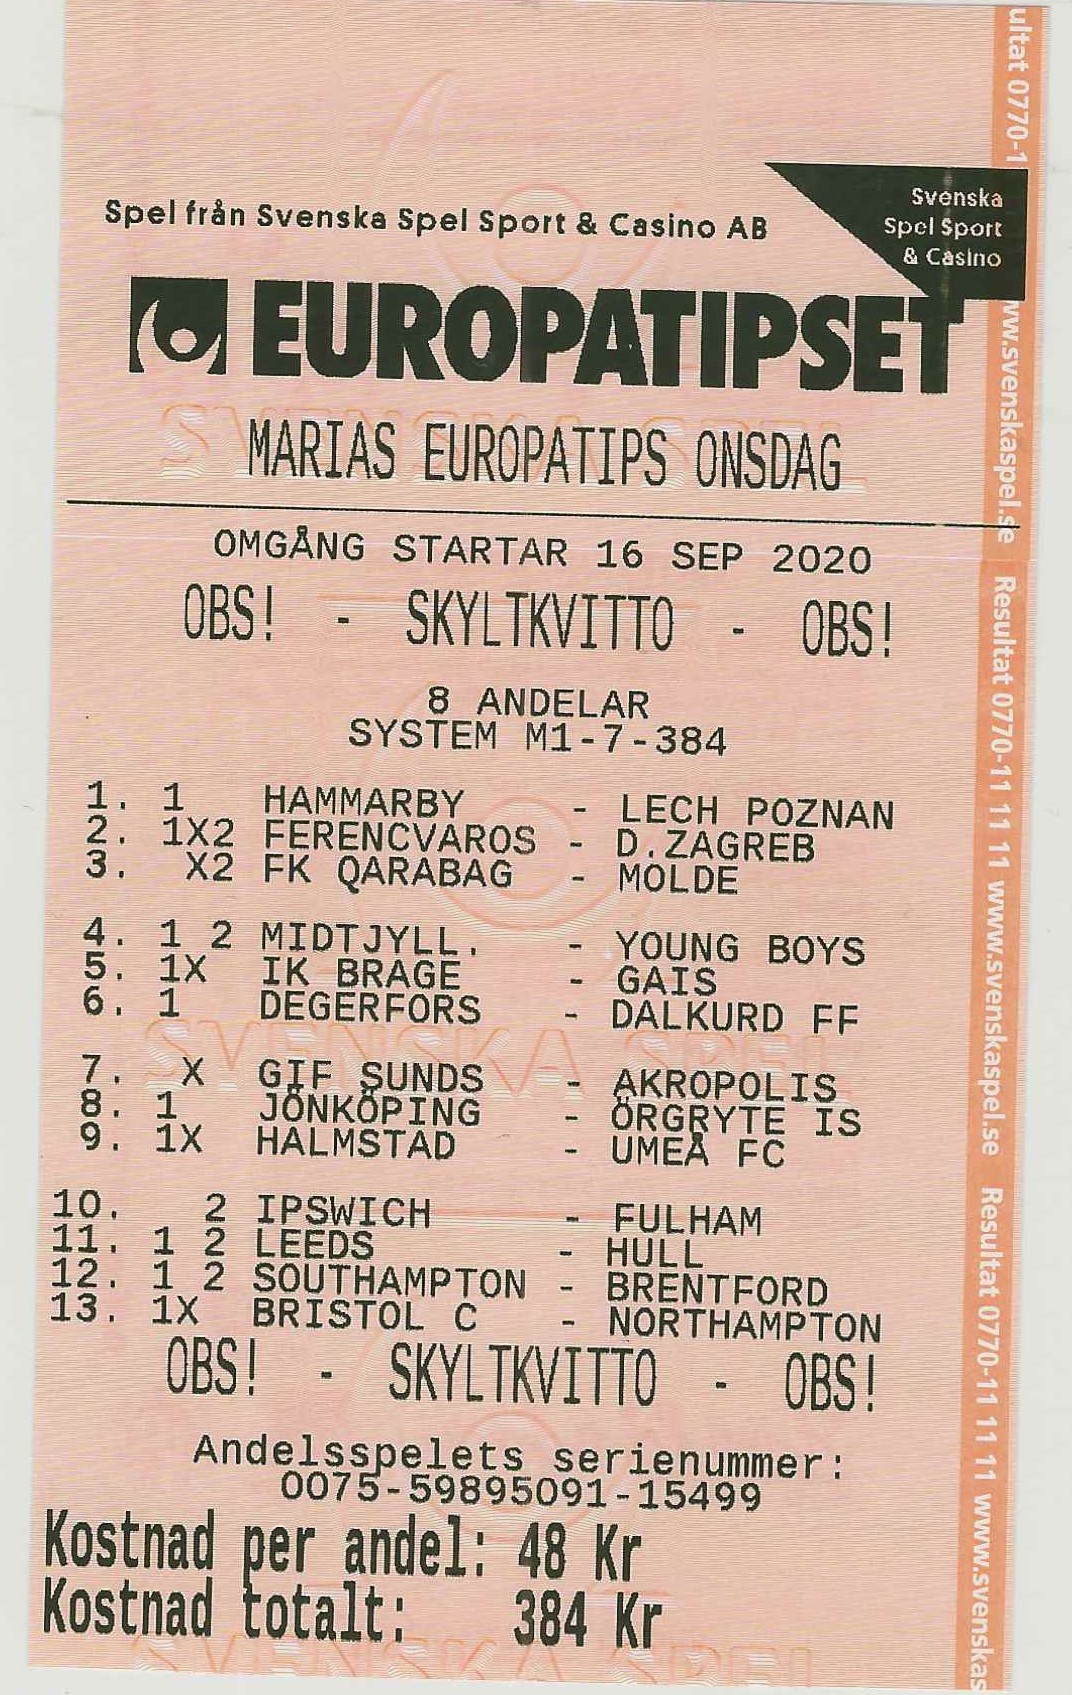 Spel från Svenska Spel Sport & Casino AB
Svenska
Spel Sport
& Casino
EUROPATIPSET
MARIAS EUROPATIPS ONSDAG
OMGÅNG STARTAR 16 SEP 2020
OBS! - SKYLTKVITTO - OBS!
8 ANDELAR
SYSTEM M1-7-384
1. 1 HAMMARBY - LECH POZNAN
2. 1X2 FERENCVAROS - D.ZAGREB
3. X2 FK QARABAG - MOLDE
4. 1 2 MIDTJYLL. - YOUNG BOYS
5. 1X IK BRAGE - GAIS
6. 1 DEGERFORS - DALKURD FF
7. X GIF SUNDS - AKROPOLIS
8. 1 JÖNKÖPING - ÖRGRYTE IS
9. 1X HALMSTAD - UMEÅ FC
10. 2 IPSWICH - FULHAM
11. 1 2 LEEDS - HULL
12. 1 2 SOUTHAMPTON - BRENTFORD
13. 1X BRISTOL C - NORTHAMPTON
OBS! - SKYLTKVITTO - OBS!
Andelsspelets serienummer:
0075-59895091-15499
Kostnad per andel: 48 Kr
Kostnad totalt: 384 Kr
ultat 0770-1
www.svenskaspel.se Resultat 0770-11 11 11 www.svenskaspel.se Resultat 0770-11 11 11 www.svenskas
SVENSKA SPEL
SVENSKA SPEL
SVENSKA SPEL